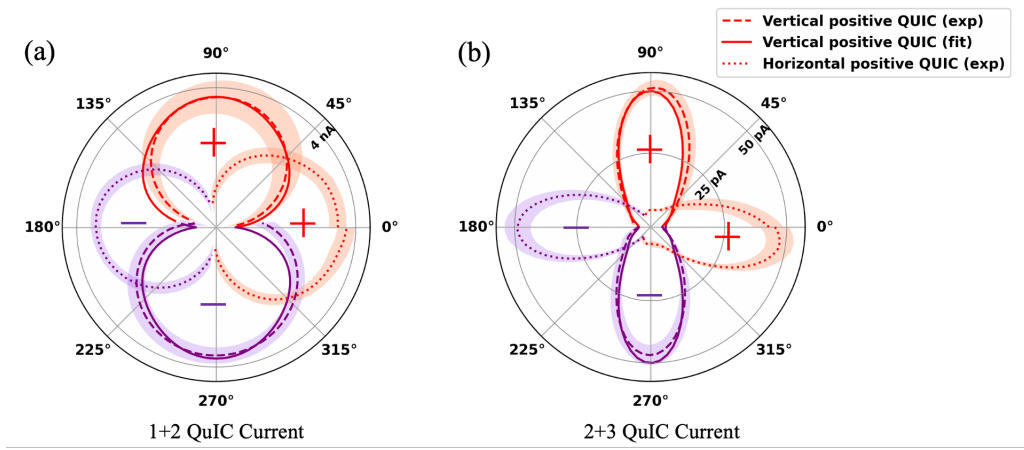 Vertical positive QUIC (exp)
Vertical positive QUIC (fit)
Horizontal positive QUIC (exp)
(a)
90°
135°
45°
4 nA
+
180°
−
+
0°
−
225°
315°
270°
1+2 QuIC Current
(b)
90°
135°
45°
50 pA
25 pA
+
180°
−
+
0°
−
225°
315°
270°
2+3 QuIC Current